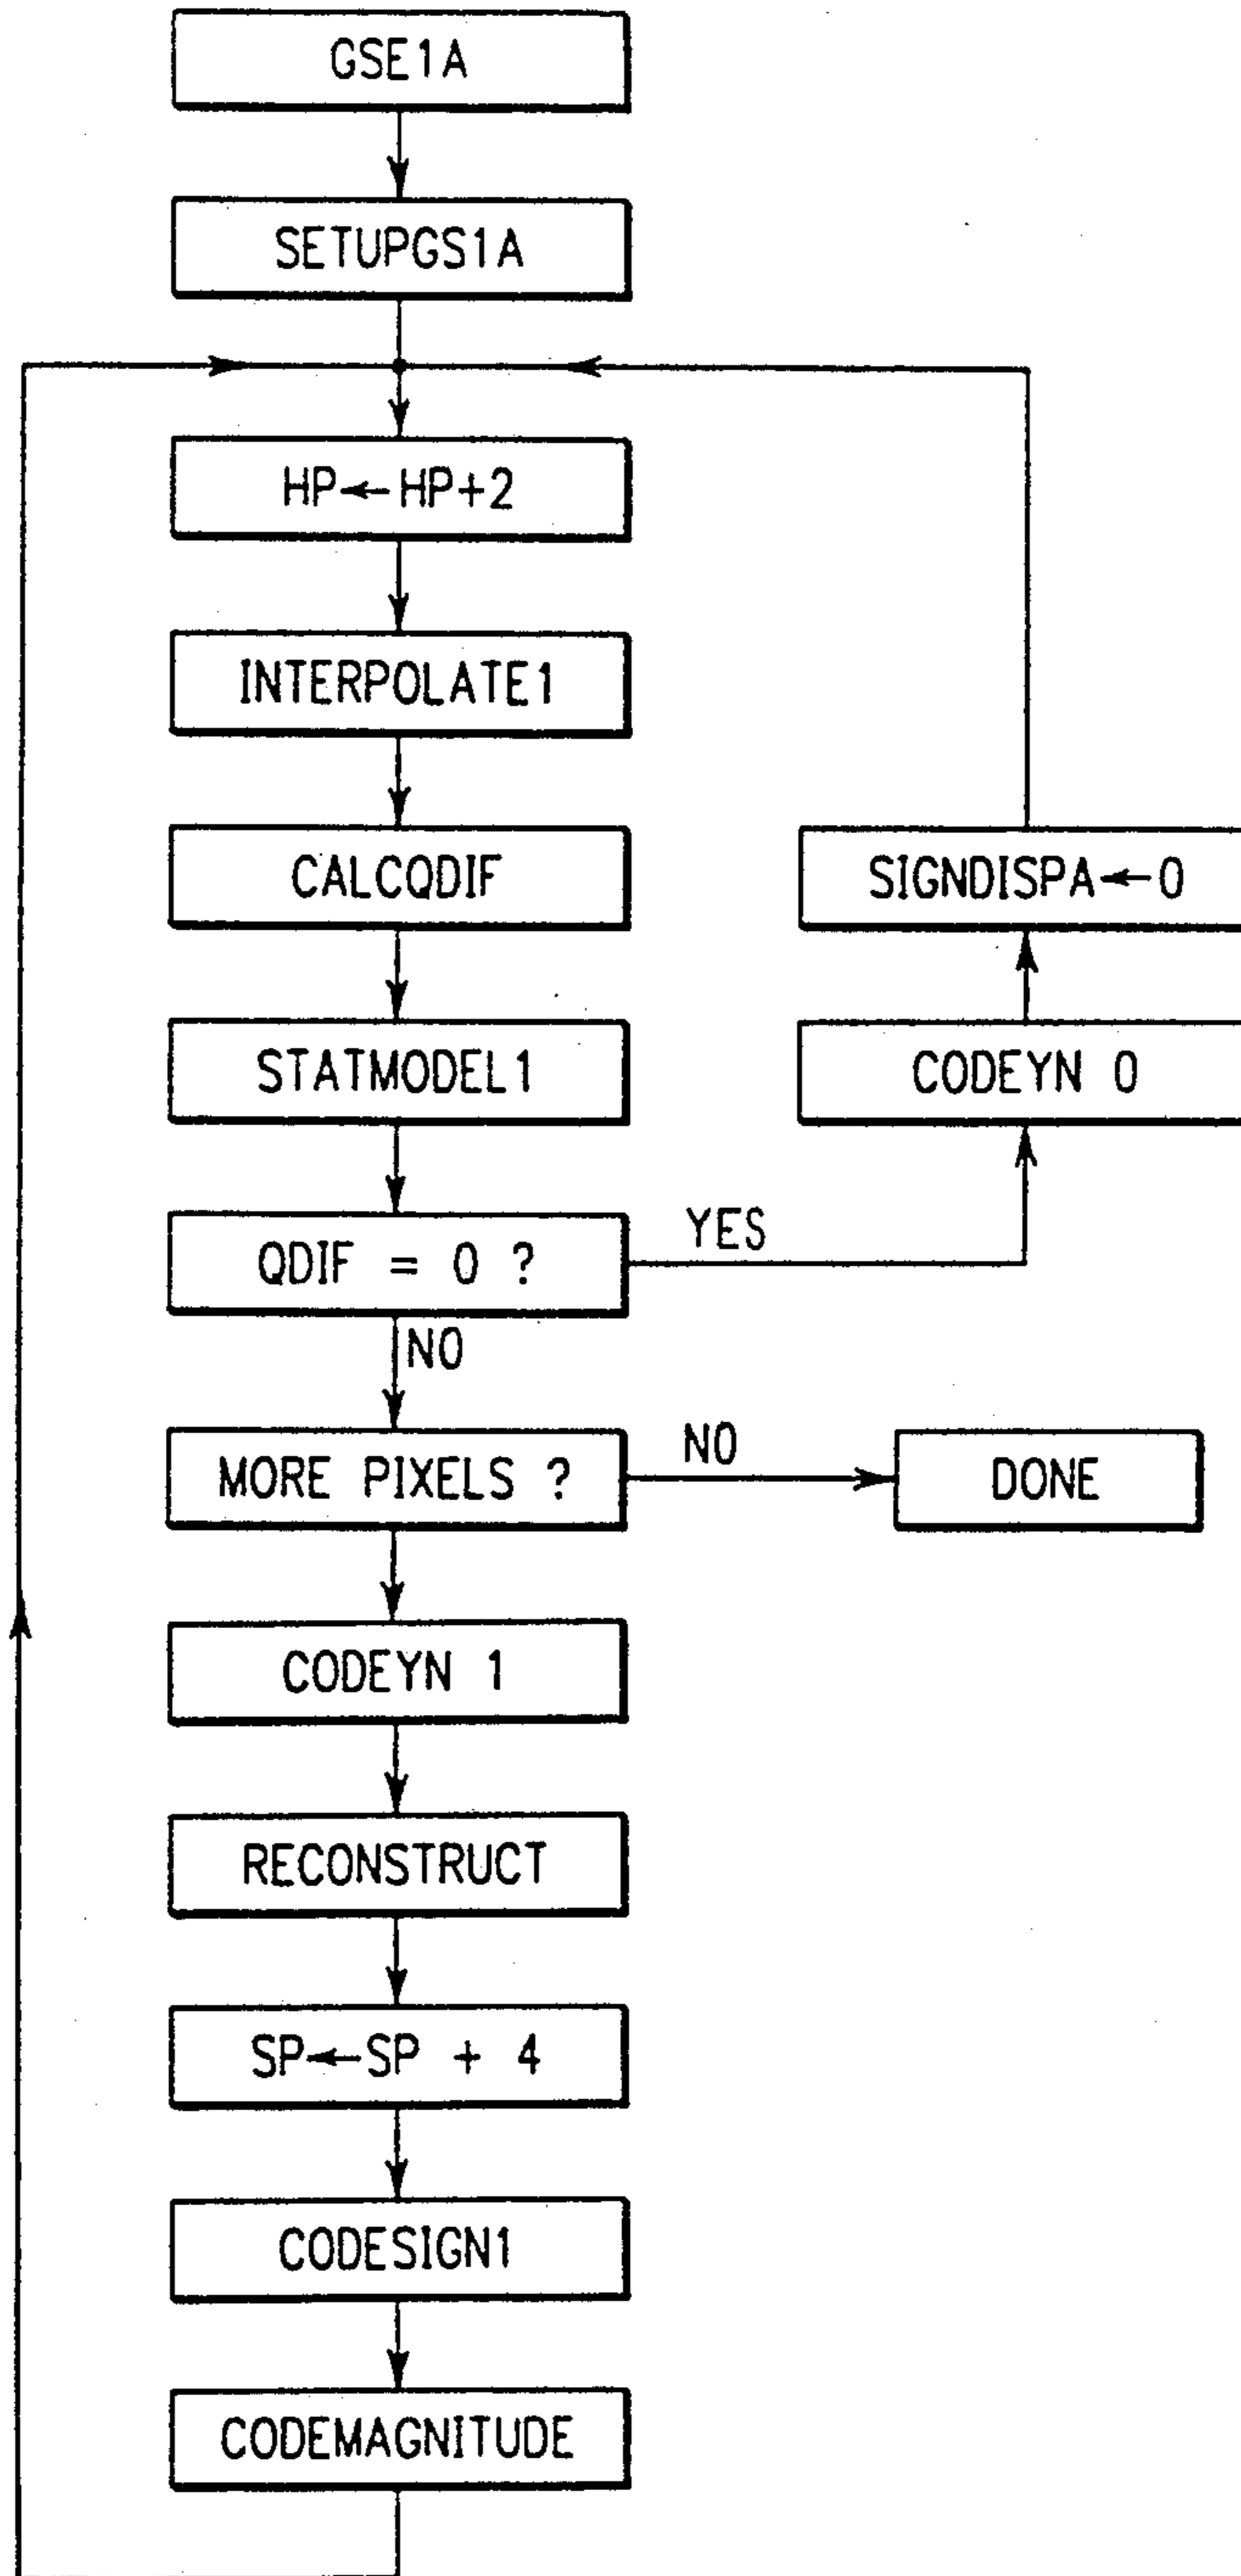 GSE1A
SETUPGS1A
HP←HP+2
INTERPOLATE1
CALCQDIF
SIGNDISPA←0
STATMODEL1
CODEYN 0
QDIF = 0 ?
YES
NO
MORE PIXELS ?
NO
DONE
CODEYN 1
RECONSTRUCT
SP←SP + 4
CODESIGN1
CODEMAGNITUDE